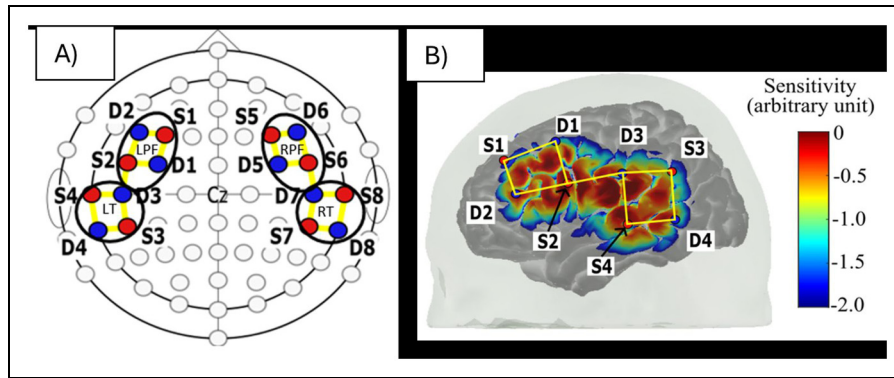 A)
D2 S1 S5 D6
LPF RPF
S2 D1 D5 S6
S4 D3 Cz D7 S8
LT RT
D4 S3 S7 D8
B)
Sensitivity
(arbitrary unit)
D1 D3
S1 S3
D2 D4
S2
S4
0
-0.5
-1.0
-1.5
-2.0